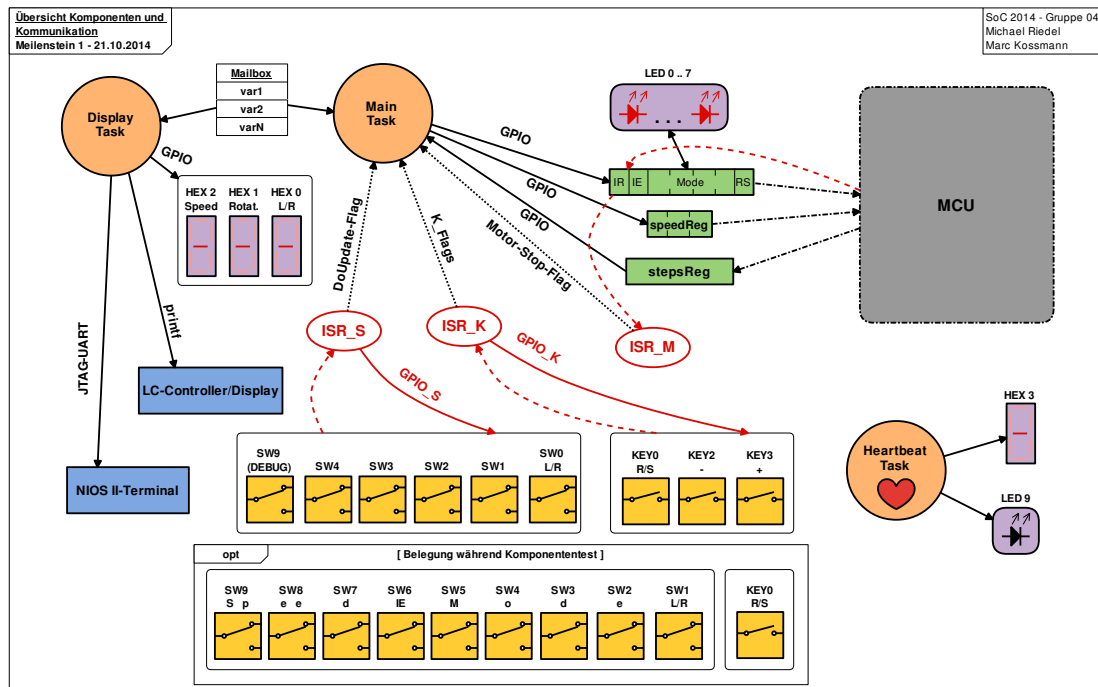 Übersicht Komponenten und
Kommunikation
Meilenstein 1 - 21.10.2014
SoC 2014 - Gruppe 04
Michael Riedel
Marc Kossmann
Mailbox
var1
var2
varN
Display
Task
Main
Task
LED 0 .. 7
. . .
GPIO
GPIO
GPIO
GPIO
IR IE Mode RS
speedReg
stepsReg
MCU
HEX 2
Speed
HEX 1
Rotat.
HEX 0
L/R
DoUpdate-Flag
K_Flags
Motor-Stop-Flag
JTAG-UART
printf
ISR_S
ISR_K
ISR_M
GPIO_S
GPIO_K
LC-Controller/Display
NIOS II-Terminal
SW9
(DEBUG)
SW4
SW3
SW2
SW1
SW0
L/R
KEY0
R/S
KEY2
-
KEY3
+
Heartbeat
Task
HEX 3
LED 9
opt
[ Belegung während Komponententest ]
SW9
S p
SW8
e e
SW7
d
SW6
IE
SW5
M
SW4
o
SW3
d
SW2
e
SW1
L/R
KEY0
R/S